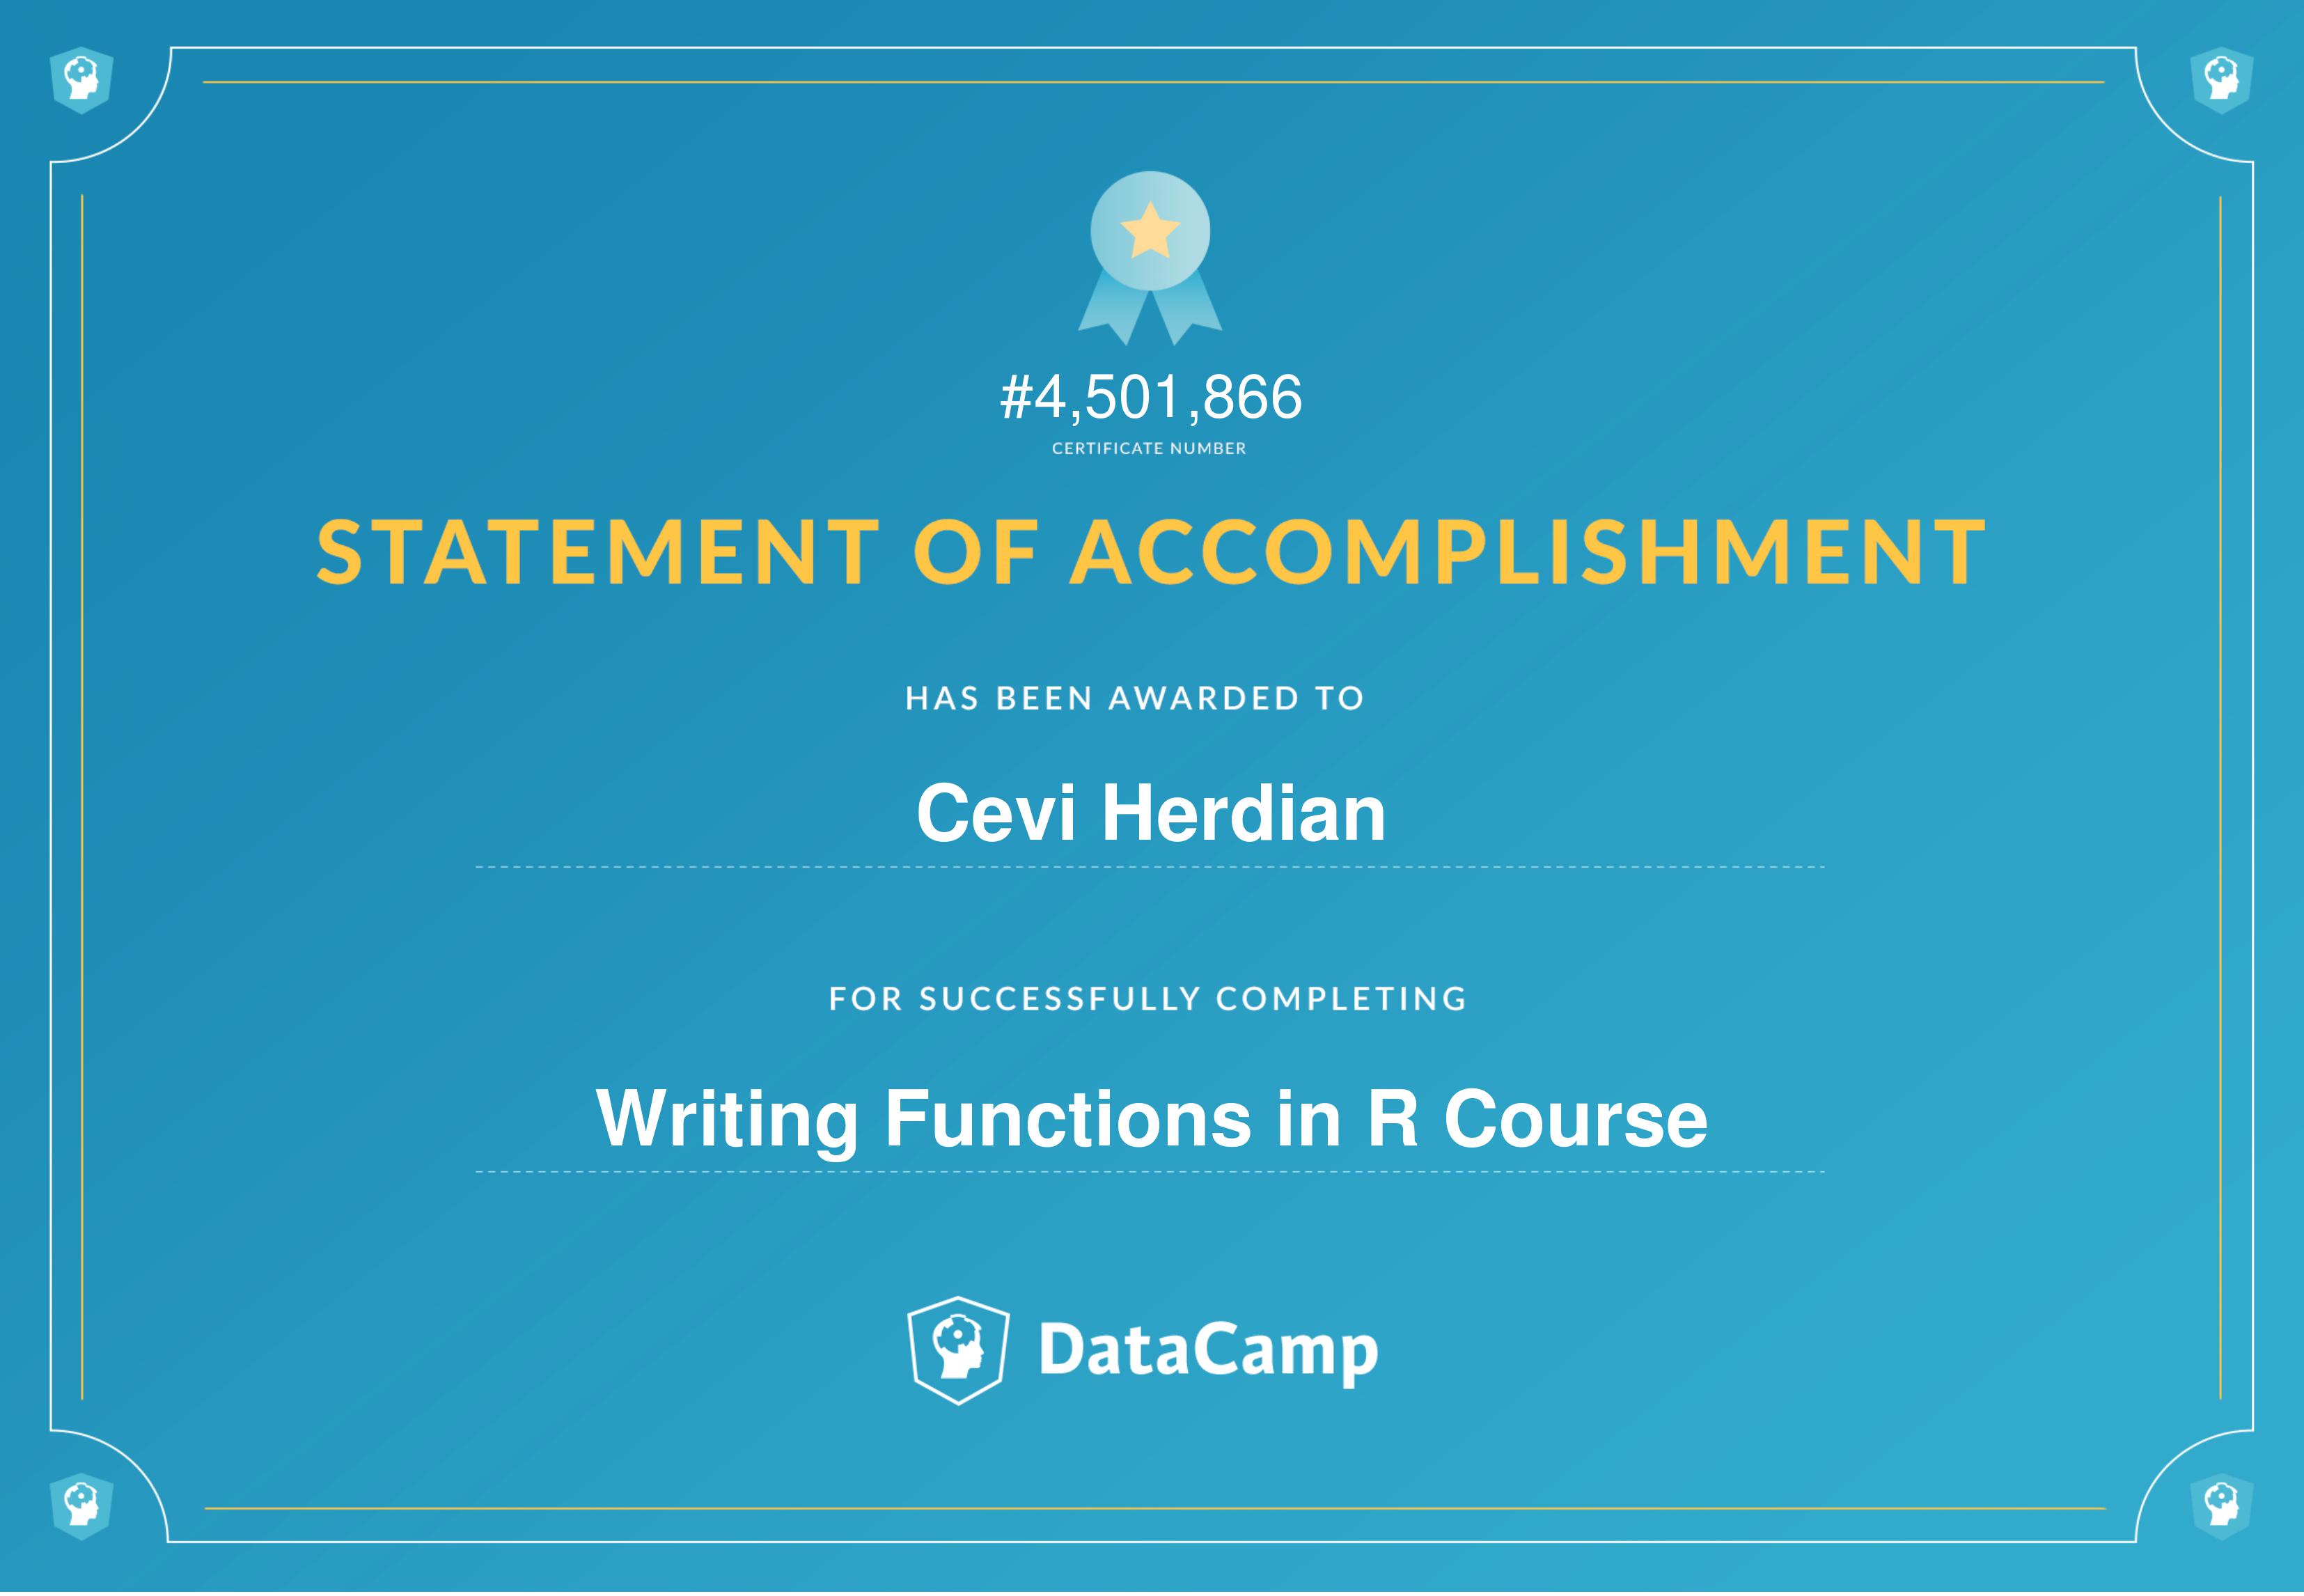 #4,501,866
CERTIFICATE NUMBER
STATEMENT OF ACCOMPLISHMENT
HAS BEEN AWARDED TO
Cevi Herdian
FOR SUCCESSFULLY COMPLETING
Writing Functions in R Course
DataCamp